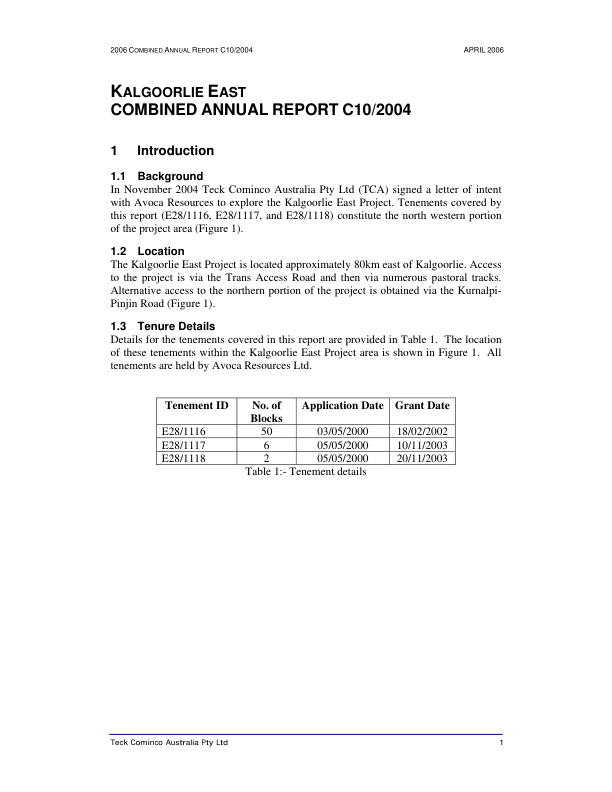 2006 COMBINED ANNUAL REPORT C10/2004 APRIL 2006
KALGOORLIE EAST
COMBINED ANNUAL REPORT C10/2004
1 Introduction
1.1 Background
In November 2004 Teck Cominco Australia Pty Ltd (TCA) signed a letter of intent
with Avoca Resources to explore the Kalgoorlie East Project. Tenements covered by
this report (E28/1116, E28/1117, and E28/1118) constitute the north western portion
of the project area (Figure 1).
1.2 Location
The Kalgoorlie East Project is located approximately 80km east of Kalgoorlie. Access
to the project is via the Trans Access Road and then via numerous pastoral tracks.
Alternative access to the northern portion of the project is obtained via the Kurnalpi-
Pinjin Road (Figure 1).
1.3 Tenure Details
Details for the tenements covered in this report are provided in Table 1. The location
of these tenements within the Kalgoorlie East Project area is shown in Figure 1. All
tenements are held by Avoca Resources Ltd.
Tenement ID No. of Blocks Application Date Grant Date
E28/1116 50 03/05/2000 18/02/2002
E28/1117 6 05/05/2000 10/11/2003
E28/1118 2 05/05/2000 20/11/2003
Table 1:- Tenement details
Teck Cominco Australia Pty Ltd 1